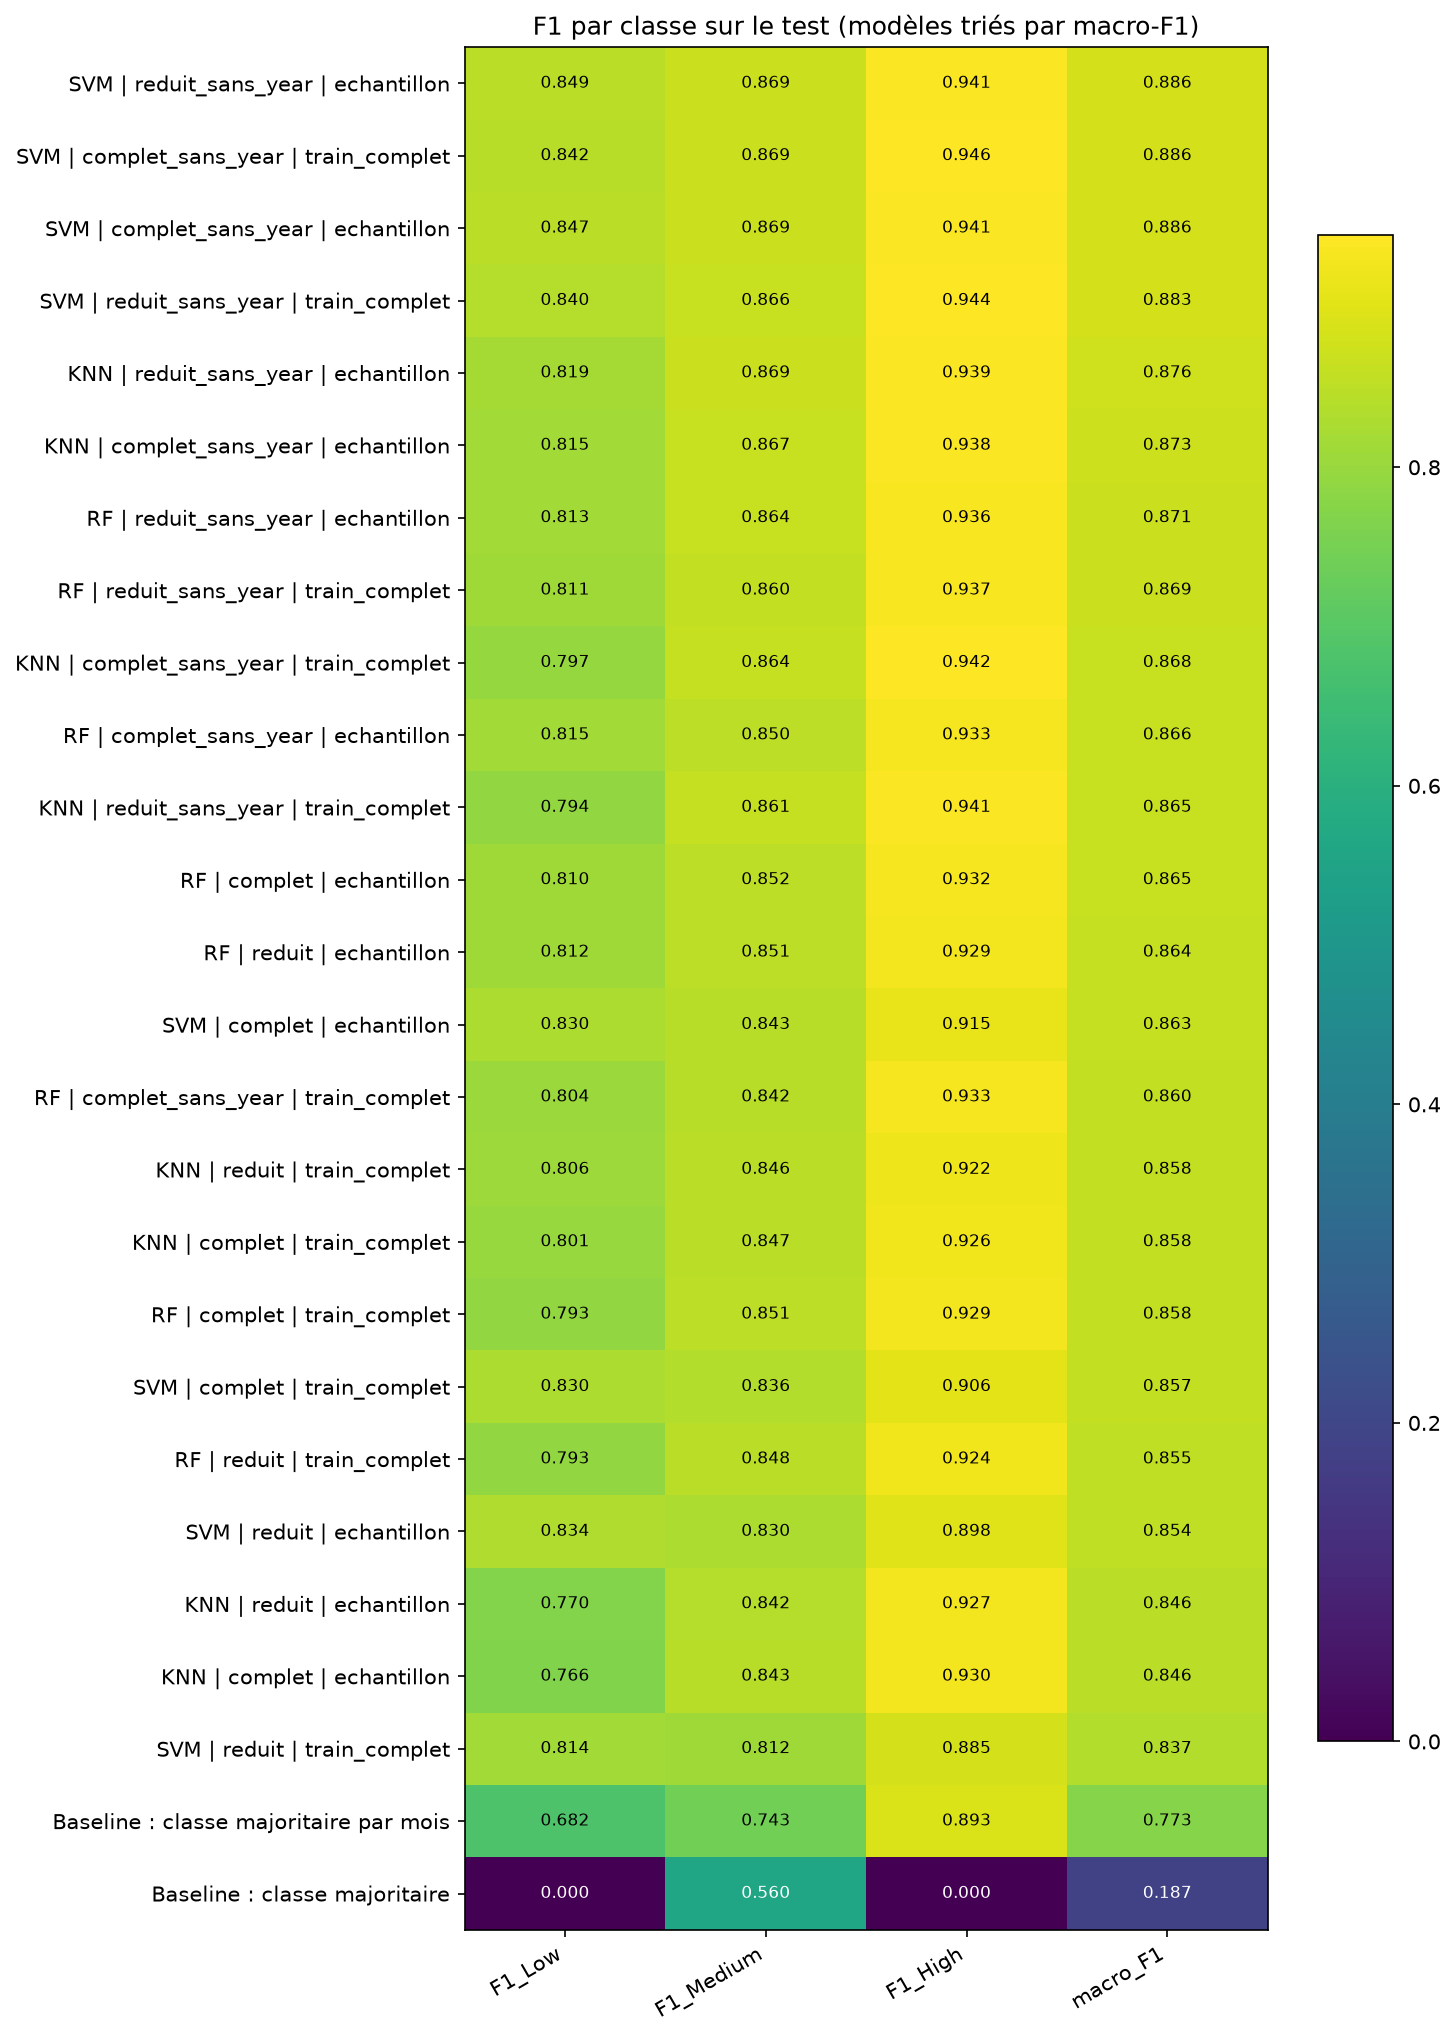 F1 par classe sur le test (modèles triés par macro-F1)
SVM | reduit_sans_year | echantillon 0.849 0.869 0.941 0.886
SVM | complet_sans_year | train_complet 0.842 0.869 0.946 0.886
SVM | complet_sans_year | echantillon 0.847 0.869 0.941 0.886
SVM | reduit_sans_year | train_complet 0.840 0.866 0.944 0.883
KNN | reduit_sans_year | echantillon 0.819 0.869 0.939 0.876
KNN | complet_sans_year | echantillon 0.815 0.867 0.938 0.873
RF | reduit_sans_year | echantillon 0.813 0.864 0.936 0.871
RF | reduit_sans_year | train_complet 0.811 0.860 0.937 0.869
KNN | complet_sans_year | train_complet 0.797 0.864 0.942 0.868
RF | complet_sans_year | echantillon 0.815 0.850 0.933 0.866
KNN | reduit_sans_year | train_complet 0.794 0.861 0.941 0.865
RF | complet | echantillon 0.810 0.852 0.932 0.865
RF | reduit | echantillon 0.812 0.851 0.929 0.864
SVM | complet | echantillon 0.830 0.843 0.915 0.863
RF | complet_sans_year | train_complet 0.804 0.842 0.933 0.860
KNN | reduit | train_complet 0.806 0.846 0.922 0.858
KNN | complet | train_complet 0.801 0.847 0.926 0.858
RF | complet | train_complet 0.793 0.851 0.929 0.858
SVM | complet | train_complet 0.830 0.836 0.906 0.857
RF | reduit | train_complet 0.793 0.848 0.924 0.855
SVM | reduit | echantillon 0.834 0.830 0.898 0.854
KNN | reduit | echantillon 0.770 0.842 0.927 0.846
KNN | complet | echantillon 0.766 0.843 0.930 0.846
SVM | reduit | train_complet 0.814 0.812 0.885 0.837
Baseline : classe majoritaire par mois 0.682 0.743 0.893 0.773
Baseline : classe majoritaire 0.000 0.560 0.000 0.187
F1_Low F1_Medium F1_High macro_F1
0.8
0.6
0.4
0.2
0.0